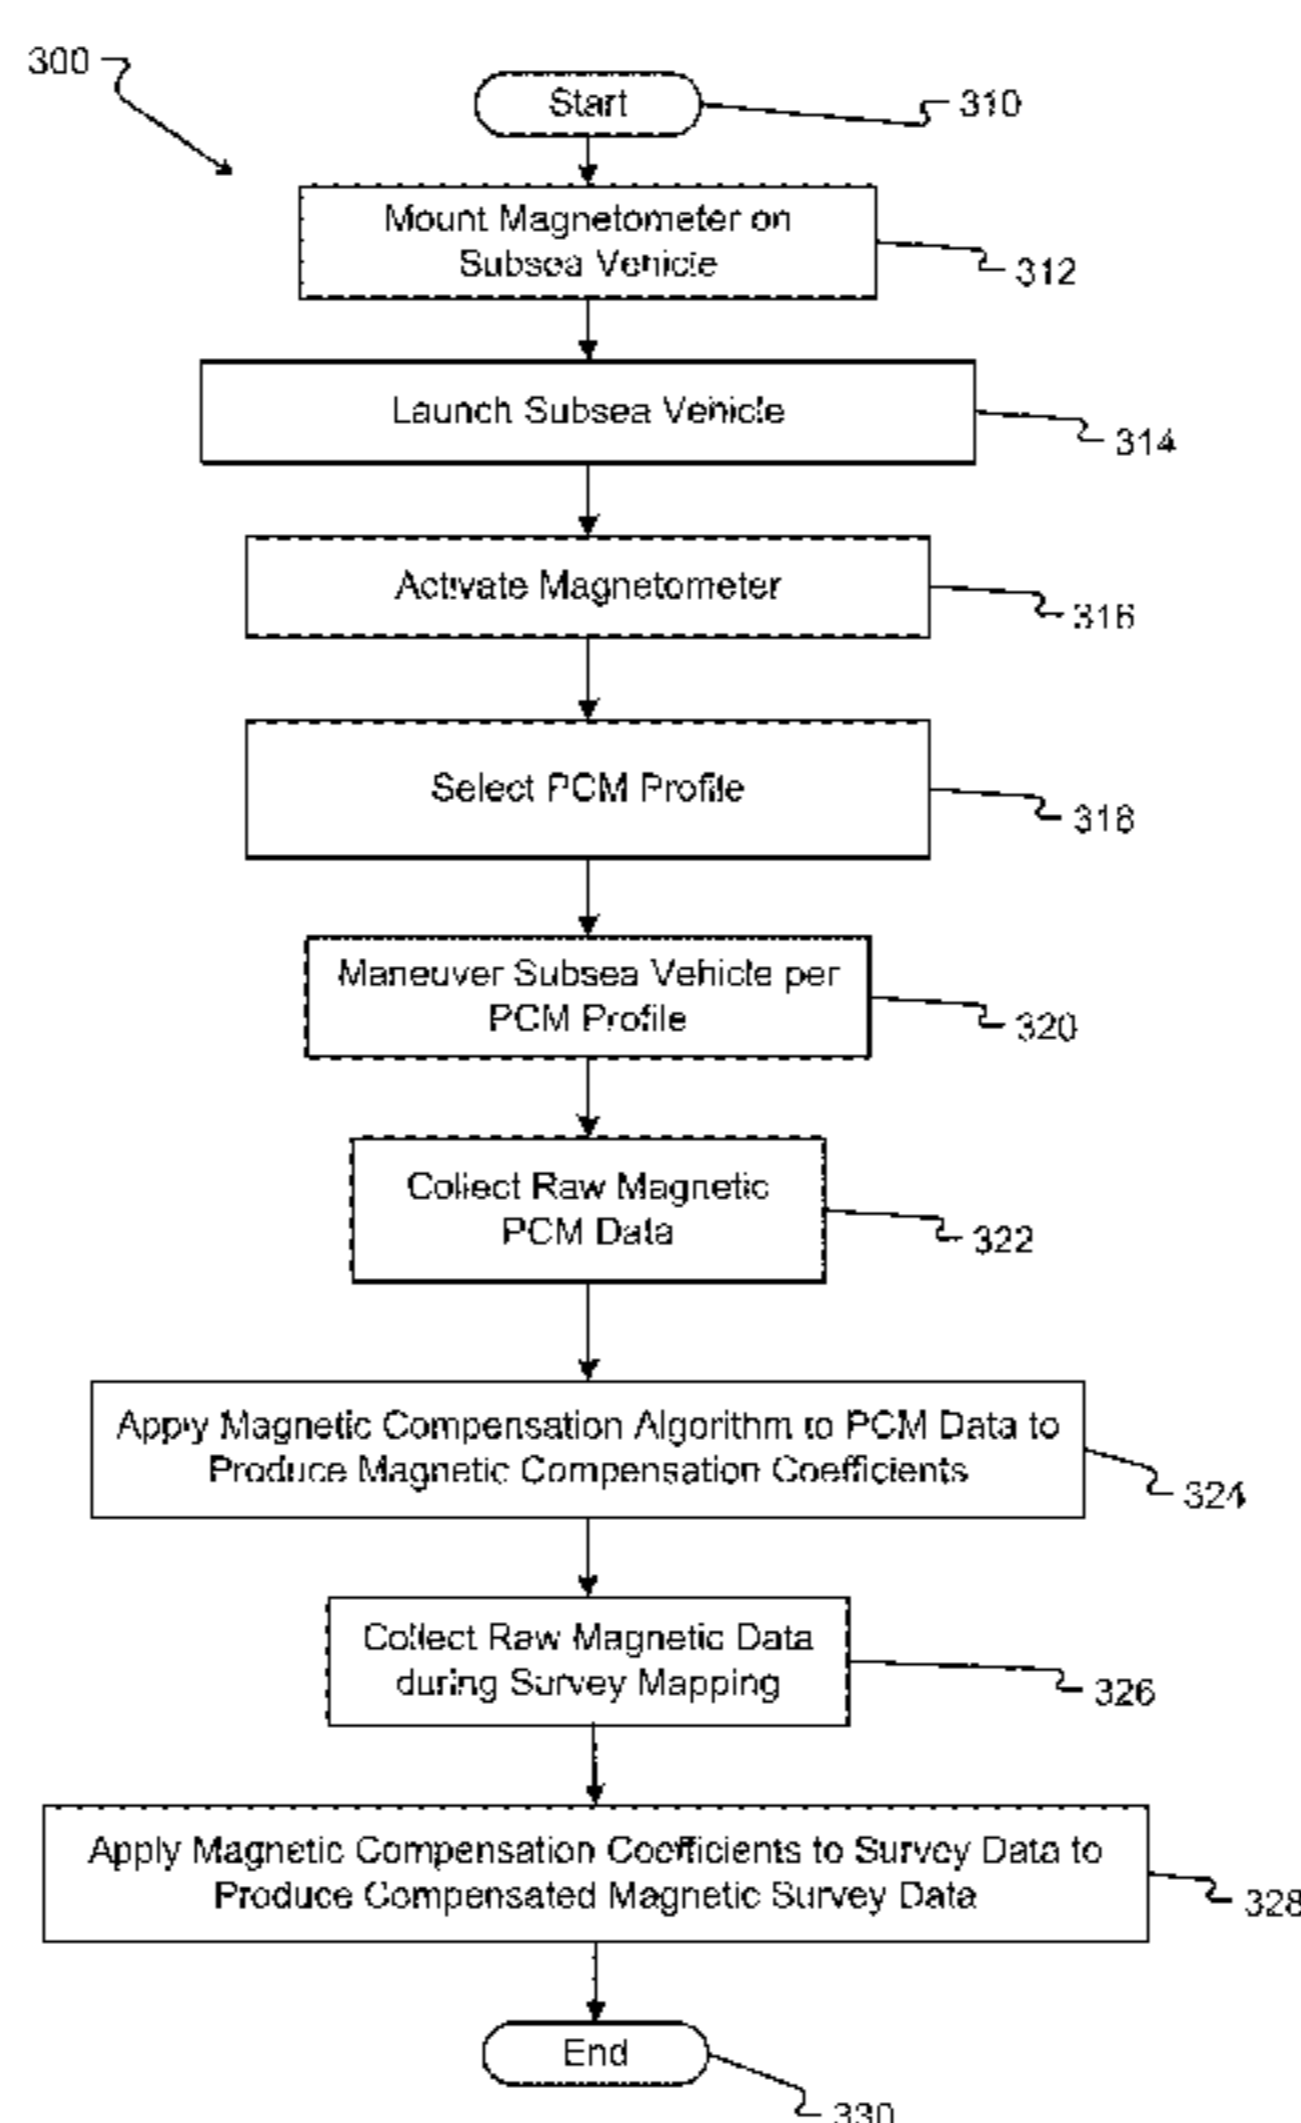 300
Start
310
Mount Magnetometer on
Subsea Vehicle
312
Launch Subsea Vehicle
314
Activate Magnetometer
316
Select PCM Profile
318
Maneuver Subsea Vehicle per
PCM Profile
320
Collect Raw Magnetic
PCM Data
322
Apply Magnetic Compensation Algorithm to PCM Data to
Produce Magnetic Compensation Coefficients
324
Collect Raw Magnetic Data
during Survey Mapping
326
Apply Magnetic Compensation Coefficients to Survey Data to
Produce Compensated Magnetic Survey Data
328
End
330